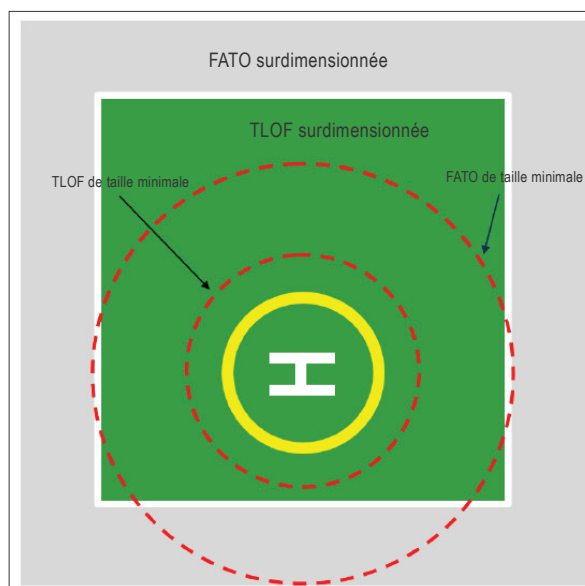 FATO surdimensionnée
TLOF surdimensionnée
TLOF de taille minimale
FATO de taille minimale
H